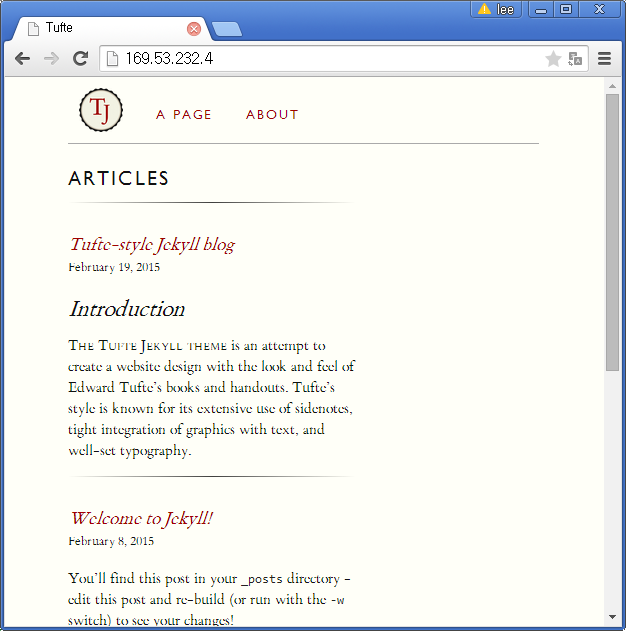 lee
Tufte
169.53.232.4
TJ
A PAGE
ABOUT
ARTICLES
Tufte-style Jekyll blog
February 19, 2015
Introduction
THE TUFTE JEKYLL THEME is an attempt to
create a website design with the look and feel of
Edward Tufte's books and handouts. Tufte's
style is known for its extensive use of sidenotes,
tight integration of graphics with text, and
well-set typography.
Welcome to Jekyll!
February 8, 2015
You'll find this post in your _posts directory -
edit this post and re-build (or run with the -w
switch) to see your changes!